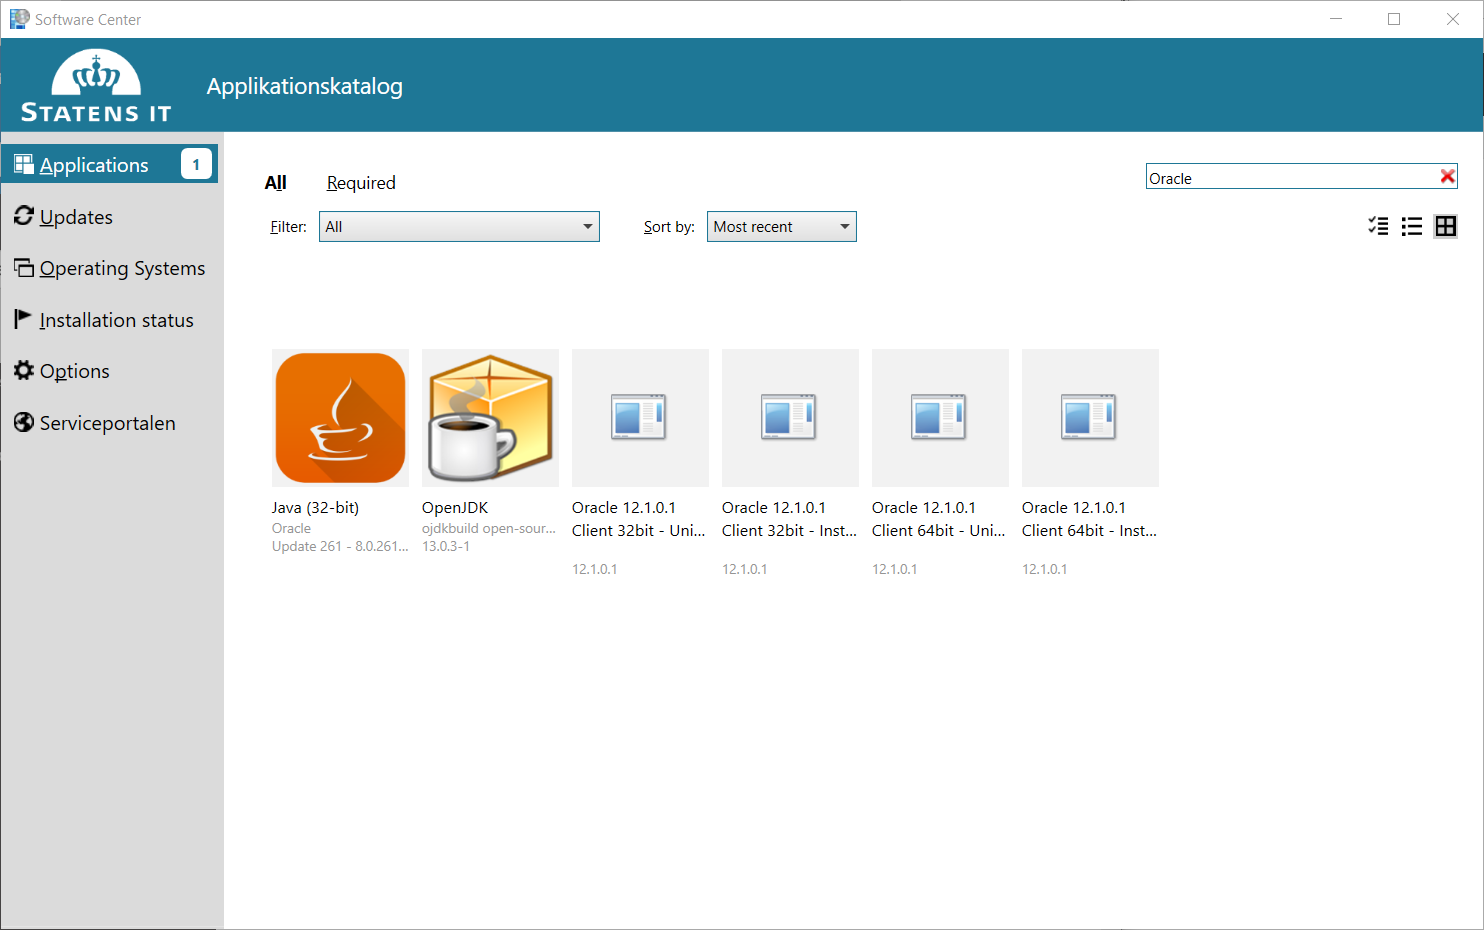 Software Center
STATENS IT
Applikationskatalog
Applications 1
Updates
Operating Systems
Installation status
Options
Serviceportalen
All Required
Oracle
Filter: All Sort by: Most recent
Java (32-bit)
Oracle
Update 261 - 8.0.261...
OpenJDK
ojdkbuild open-sour...
13.0.3-1
Oracle 12.1.0.1
Client 32bit - Uni...
12.1.0.1
Oracle 12.1.0.1
Client 32bit - Inst...
12.1.0.1
Oracle 12.1.0.1
Client 64bit - Uni...
12.1.0.1
Oracle 12.1.0.1
Client 64bit - Inst...
12.1.0.1